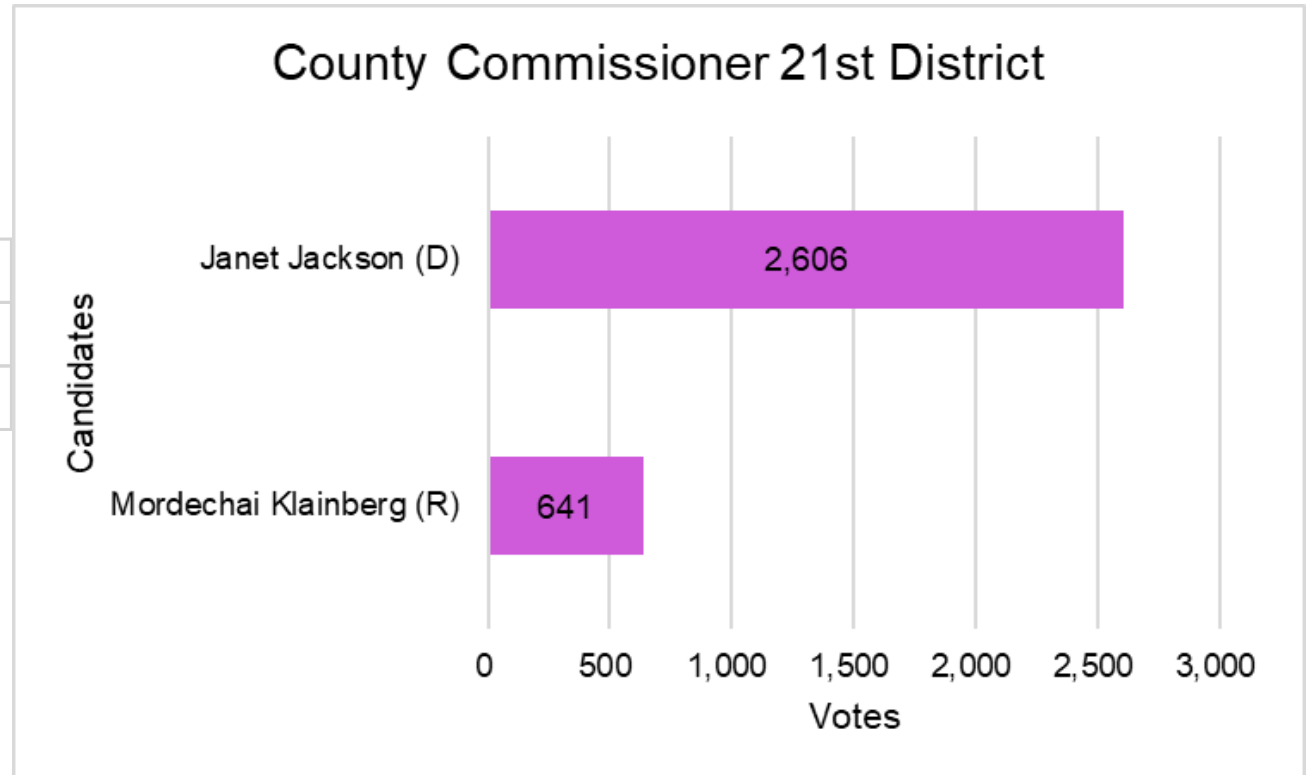 County Commissioner 21st District
Candidates
Janet Jackson (D)
2,606
Mordechai Klainberg (R)
641
0 500 1,000 1,500 2,000 2,500 3,000
Votes